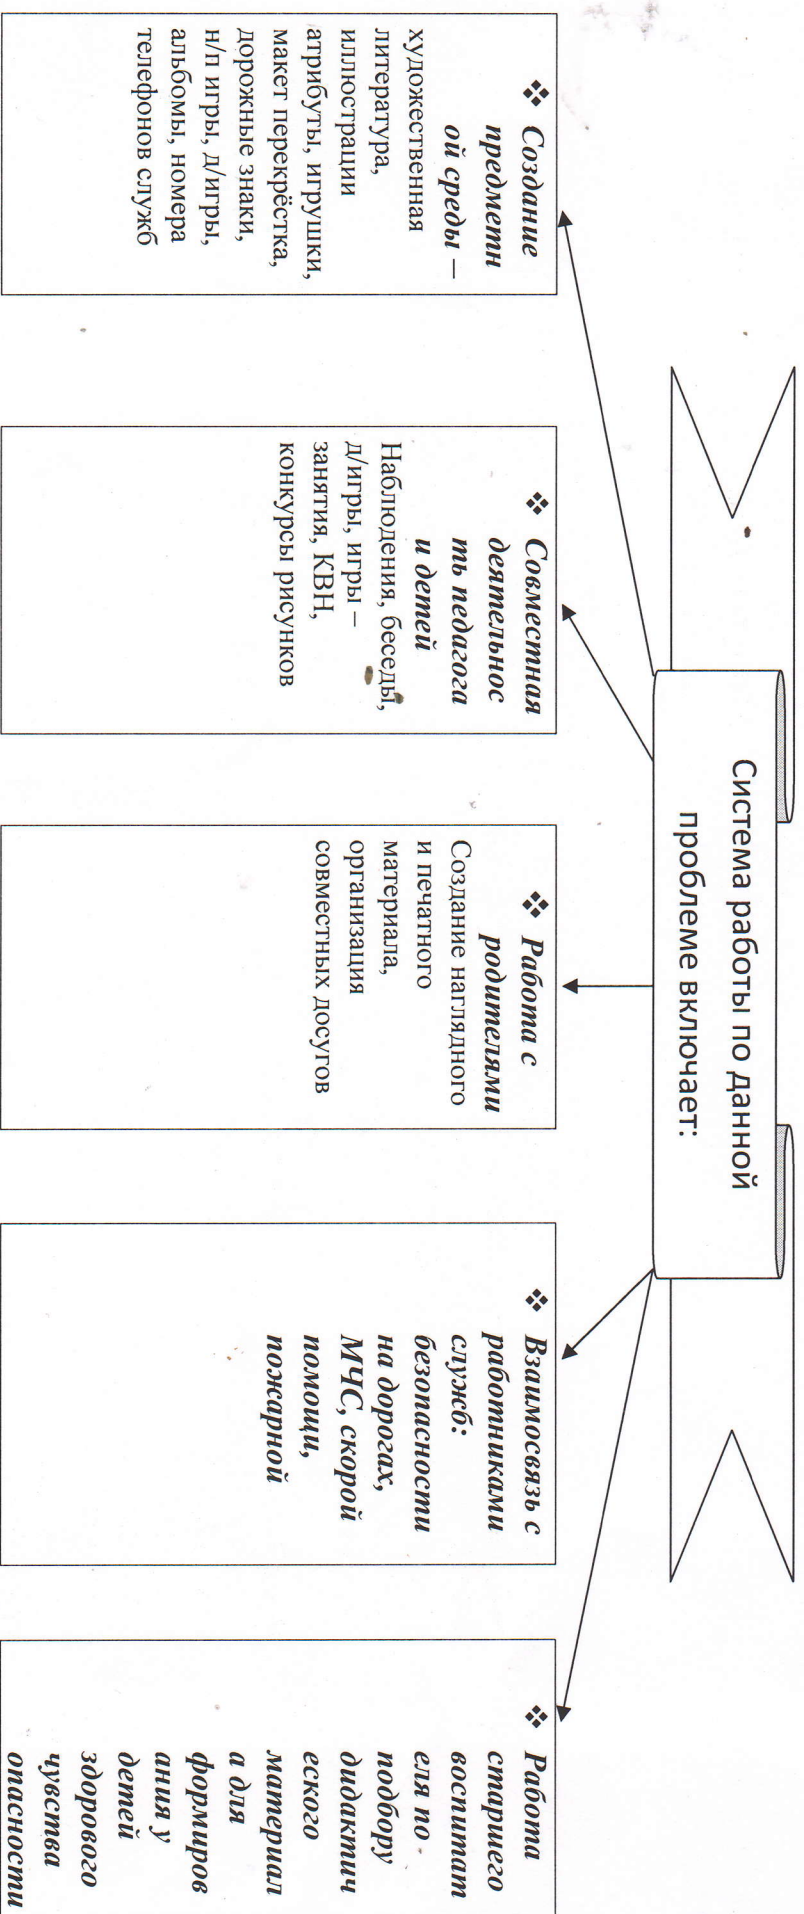 Система работы по данной
проблеме включает:
❖ Создание
предметн
ой среды –
художественная
литература,
иллюстрации
атрибуты, игрушки,
макет перекрёстка,
дорожные знаки,
н/п игры, д/игры,
альбомы, номера
телефонов служб
❖ Совместная
деятельнос
ть педагога
и детей
Наблюдения, беседы,
д/игры, игры –
занятия, КВН,
конкурсы рисунков
❖ Работа с
родителями
Создание наглядного
и печатного
материала,
организация
совместных досугов
❖ Взаимосвязь с
работниками
служб:
безопасности
на дорогах,
МЧС, скорой
помощи,
пожарной
❖ Работа
старшего
воспитат
еля по
подбору
дидактич
еского
материал
а для
формиров
ания у
детей
здорового
чувства
опасности